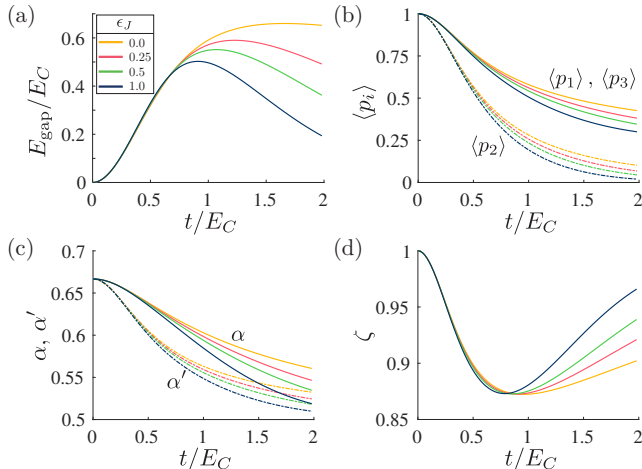 (a)
E_gap/E_C
0.6
0.4
0.2
0
ϵ_J
0.0
0.25
0.5
1.0
0 0.5 1 1.5 2
t/E_C
(b)
⟨p_i⟩
1
0.75
0.5
0.25
0
⟨p_1⟩ , ⟨p_3⟩
⟨p_2⟩
0 0.5 1 1.5 2
t/E_C
(c)
α, α′
0.67
0.65
0.6
0.55
0.5
α
α′
0 0.5 1 1.5 2
t/E_C
(d)
ζ
1
0.95
0.9
0.85
0 0.5 1 1.5 2
t/E_C